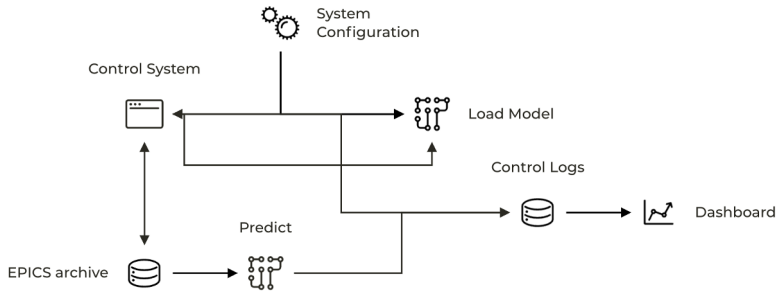 System
Configuration
Control System
Load Model
Control Logs
Dashboard
Predict
EPICS archive